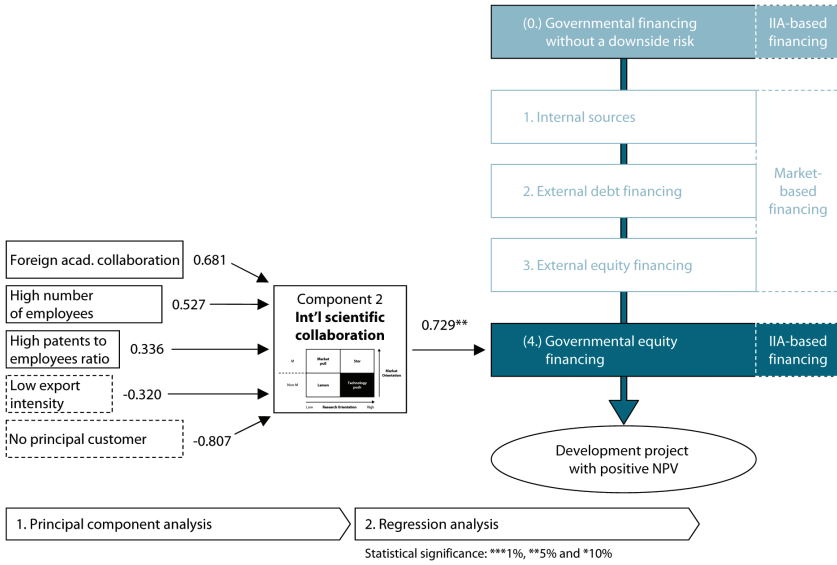 (0.) Governmental financing
without a downside risk
IIA-based
financing
1. Internal sources
2. External debt financing
3. External equity financing
Market-
based
financing
Foreign acad. collaboration 0.681
High number
of employees
0.527
High patents to
employees ratio
0.336
Low export
intensity
-0.320
No principal customer -0.807
Component 2
Int'l scientific
collaboration
M
Market
pull
Star
Non-M
Lemon
Technology
push
Market
Orientation
Low Research Orientation High
0.729**
(4.) Governmental equity
financing
IIA-based
financing
Development project
with positive NPV
1. Principal component analysis
2. Regression analysis
Statistical significance: ***1%, **5% and *10%